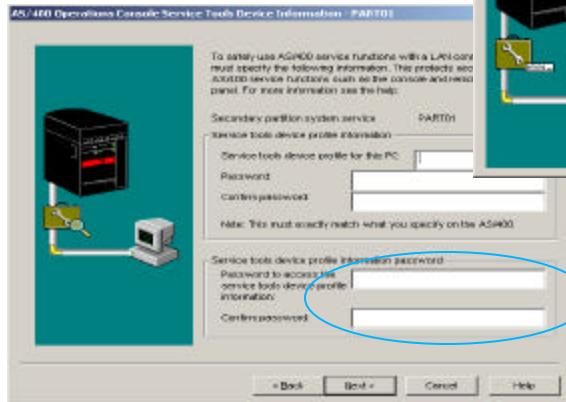 AS/400 Operations Console Service Tools Device Information - PART01
To safely use AS/400 service functions with a LAN
must specify the following information. This protects
AS/400 service functions such as the console and
panel. For more information see the help.
Secondary partition system service PART01
Service tools device profile information
Service tools device profile for this PC:
Password:
Confirm password:
Note: This must exactly match what you specify on the AS/400.
Service tools device profile information password
Password to access the
service tools device profile
information:
Confirm password:
< Back Next > Cancel Help